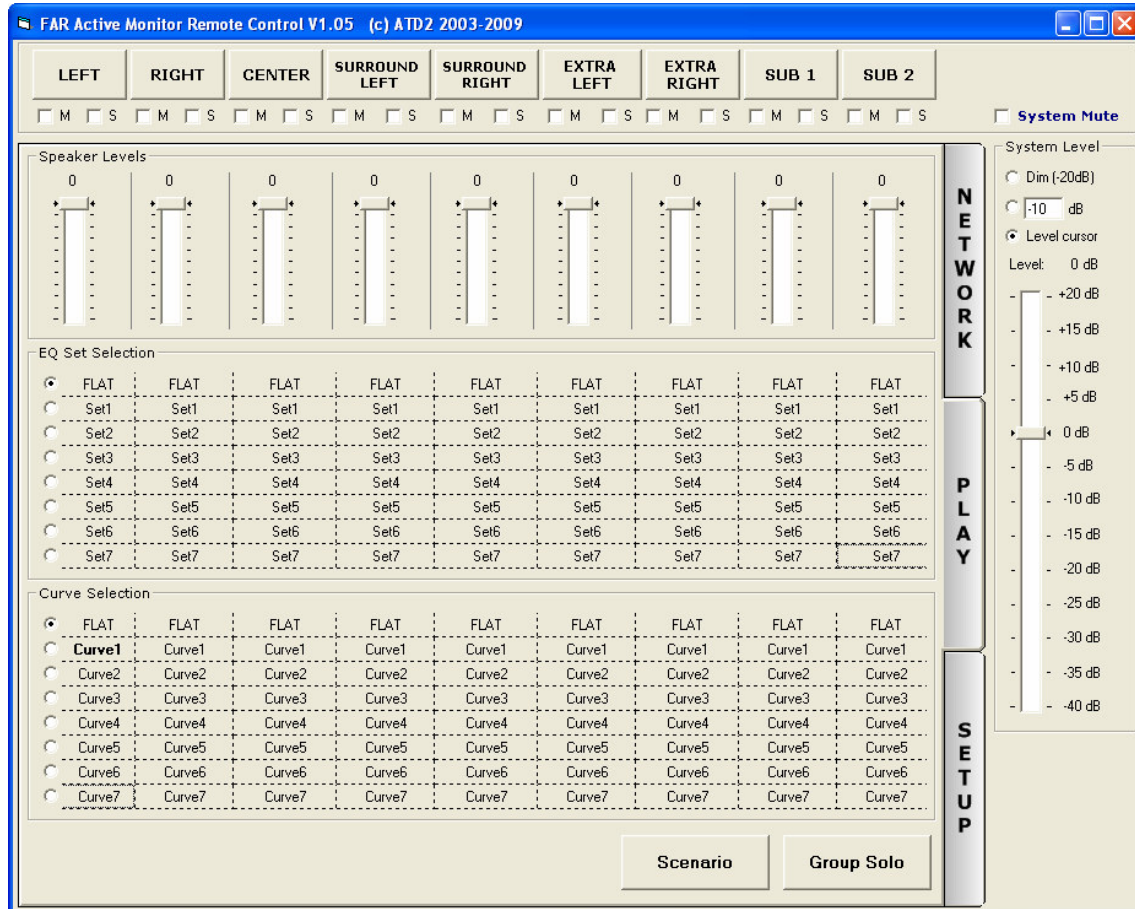 FAR Active Monitor Remote Control V1.05 (c) ATD2 2003-2009
LEFT RIGHT CENTER SURROUND LEFT SURROUND RIGHT EXTRA LEFT EXTRA RIGHT SUB 1 SUB 2
M S M S M S M S M S M S M S M S M S
System Mute
Speaker Levels
0 0 0 0 0 0 0 0 0
EQ Set Selection
FLAT FLAT FLAT FLAT FLAT FLAT FLAT FLAT FLAT
Set1 Set1 Set1 Set1 Set1 Set1 Set1 Set1 Set1
Set2 Set2 Set2 Set2 Set2 Set2 Set2 Set2 Set2
Set3 Set3 Set3 Set3 Set3 Set3 Set3 Set3 Set3
Set4 Set4 Set4 Set4 Set4 Set4 Set4 Set4 Set4
Set5 Set5 Set5 Set5 Set5 Set5 Set5 Set5 Set5
Set6 Set6 Set6 Set6 Set6 Set6 Set6 Set6 Set6
Set7 Set7 Set7 Set7 Set7 Set7 Set7 Set7 Set7
Curve Selection
FLAT FLAT FLAT FLAT FLAT FLAT FLAT FLAT FLAT
Curve1 Curve1 Curve1 Curve1 Curve1 Curve1 Curve1 Curve1 Curve1
Curve2 Curve2 Curve2 Curve2 Curve2 Curve2 Curve2 Curve2 Curve2
Curve3 Curve3 Curve3 Curve3 Curve3 Curve3 Curve3 Curve3 Curve3
Curve4 Curve4 Curve4 Curve4 Curve4 Curve4 Curve4 Curve4 Curve4
Curve5 Curve5 Curve5 Curve5 Curve5 Curve5 Curve5 Curve5 Curve5
Curve6 Curve6 Curve6 Curve6 Curve6 Curve6 Curve6 Curve6 Curve6
Curve7 Curve7 Curve7 Curve7 Curve7 Curve7 Curve7 Curve7 Curve7
Scenario Group Solo
NETWORK
PLAY
SETUP
System Level
Dim (-20dB)
-10 dB
Level cursor
Level: 0 dB
+20 dB
+15 dB
+10 dB
+5 dB
0 dB
-5 dB
-10 dB
-15 dB
-20 dB
-25 dB
-30 dB
-35 dB
-40 dB